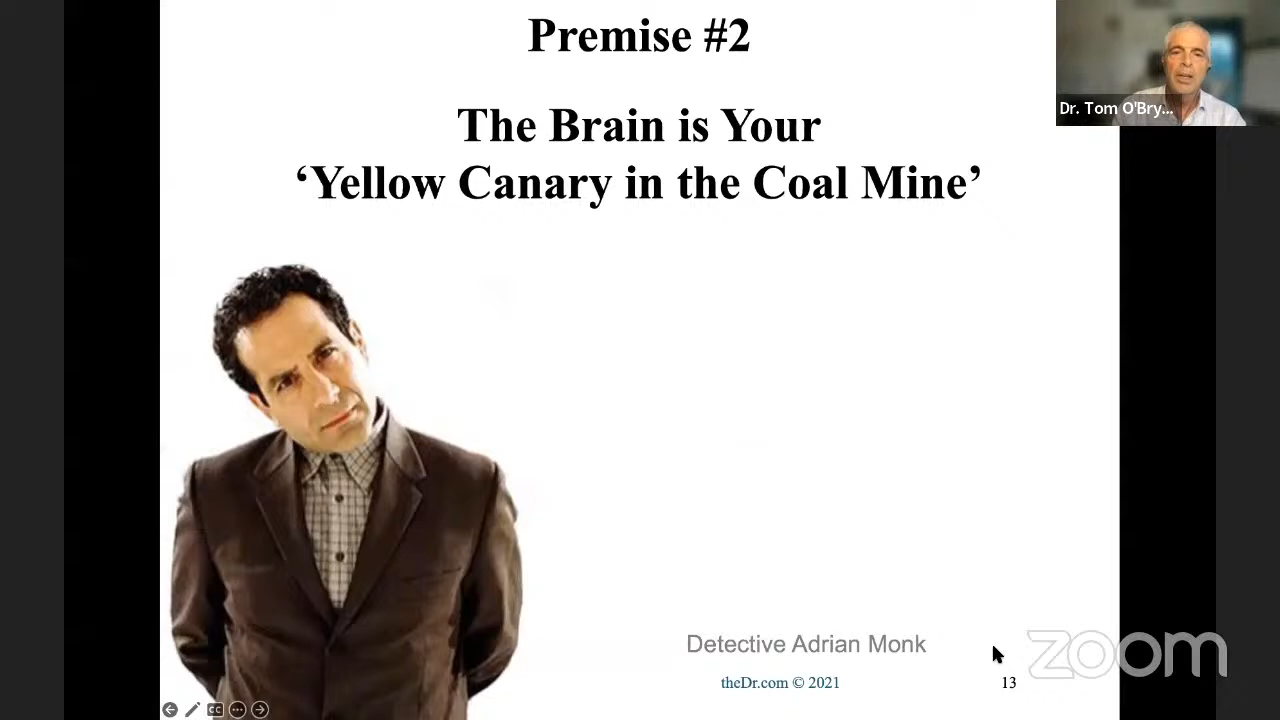 Premise #2
The Brain is Your
‘Yellow Canary in the Coal Mine’
Dr. Tom O'Bry...
Detective Adrian Monk
theDr.com © 2021
13
zoom
CC